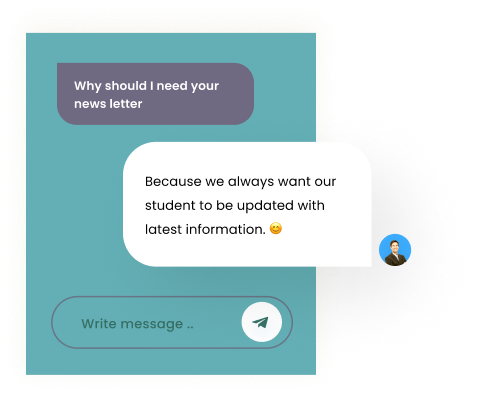 Why should I need your
news letter
Because we always want our
student to be updated with
latest information. 😊
Write message ..